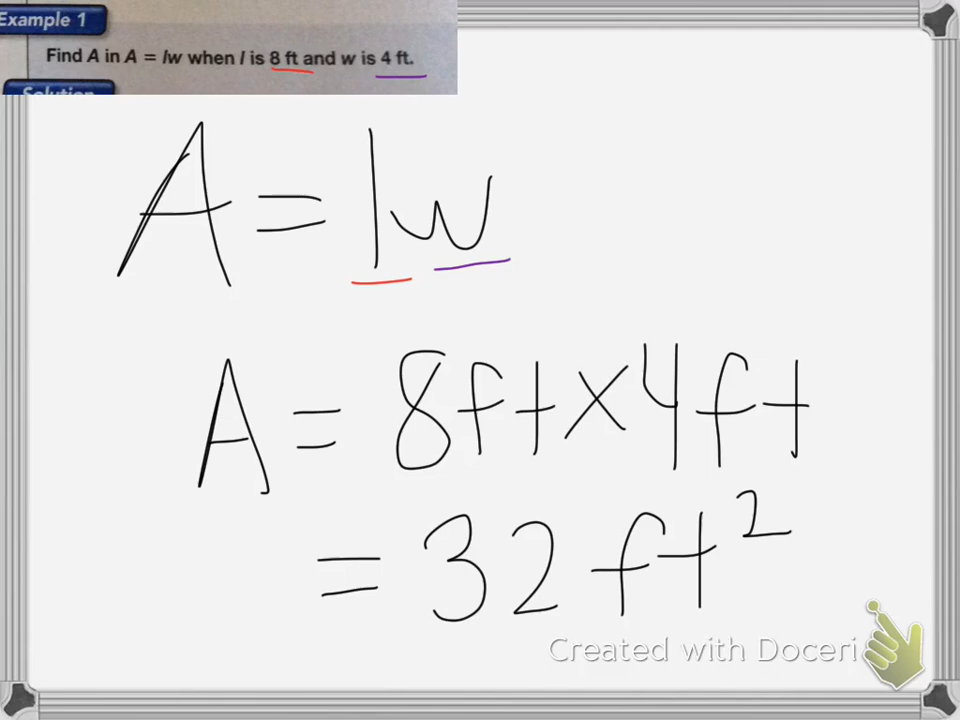 Example 1
Find A in A = lw when l is 8 ft and w is 4 ft.
Solution
A = lw
A = 8ft × 4ft
= 32 ft²
Created with Doceri